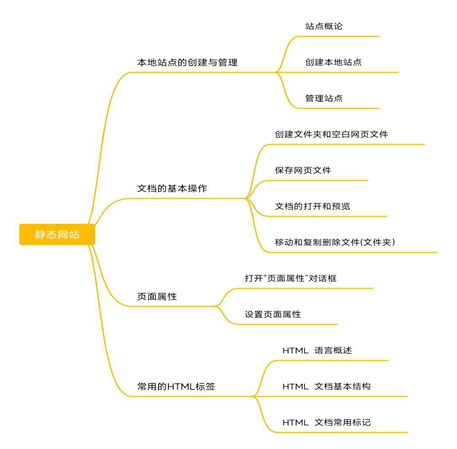 静态网站
本地站点的创建与管理
站点概论
创建本地站点
管理站点
文档的基本操作
创建文件夹和空白网页文件
保存网页文件
文档的打开和预览
移动和复制删除文件(文件夹)
页面属性
打开"页面属性"对话框
设置页面属性
常用的HTML标签
HTML 语言概述
HTML 文档基本结构
HTML 文档常用标记